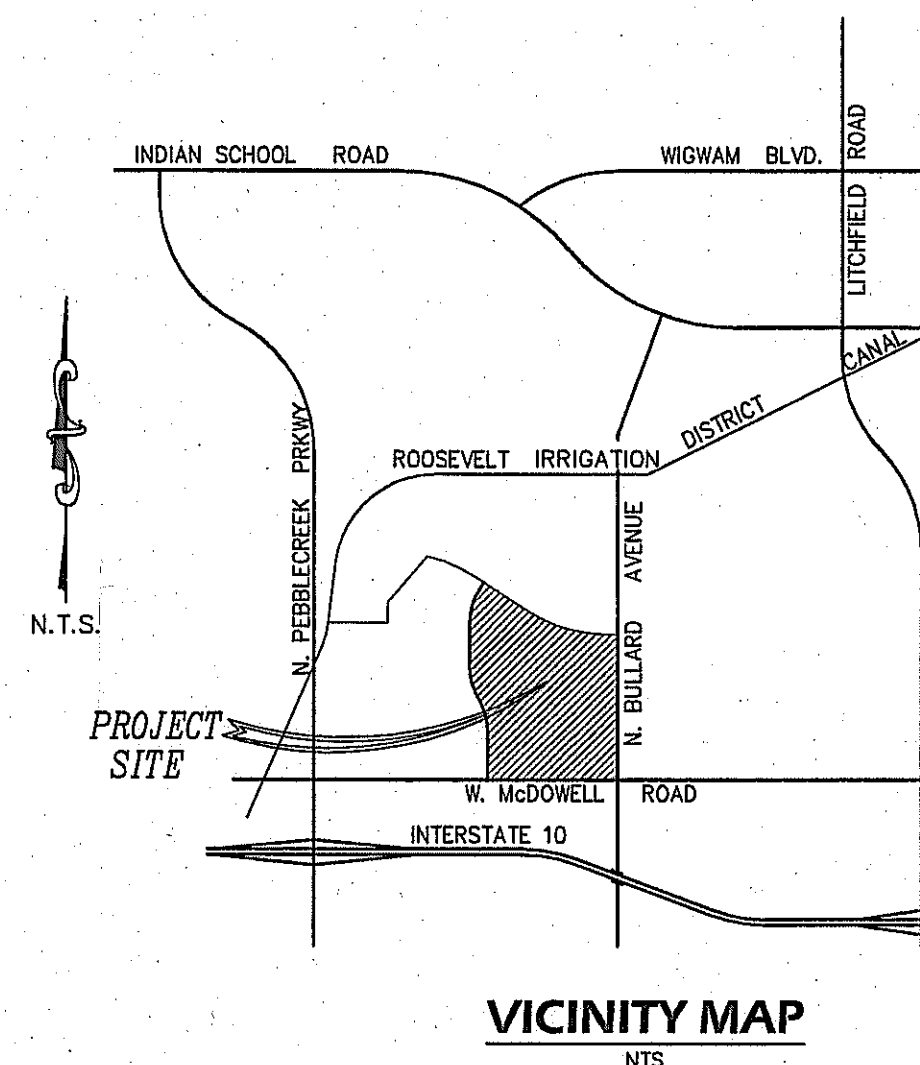 INDIAN SCHOOL ROAD
WIGWAM BLVD.
LITCHFIELD ROAD
N. PEBBLECREEK PRKWY
ROOSEVELT IRRIGATION DISTRICT CANAL
N. BULLARD AVENUE
N.T.S.
PROJECT
SITE
W. McDOWELL ROAD
INTERSTATE 10
VICINITY MAP
NTS